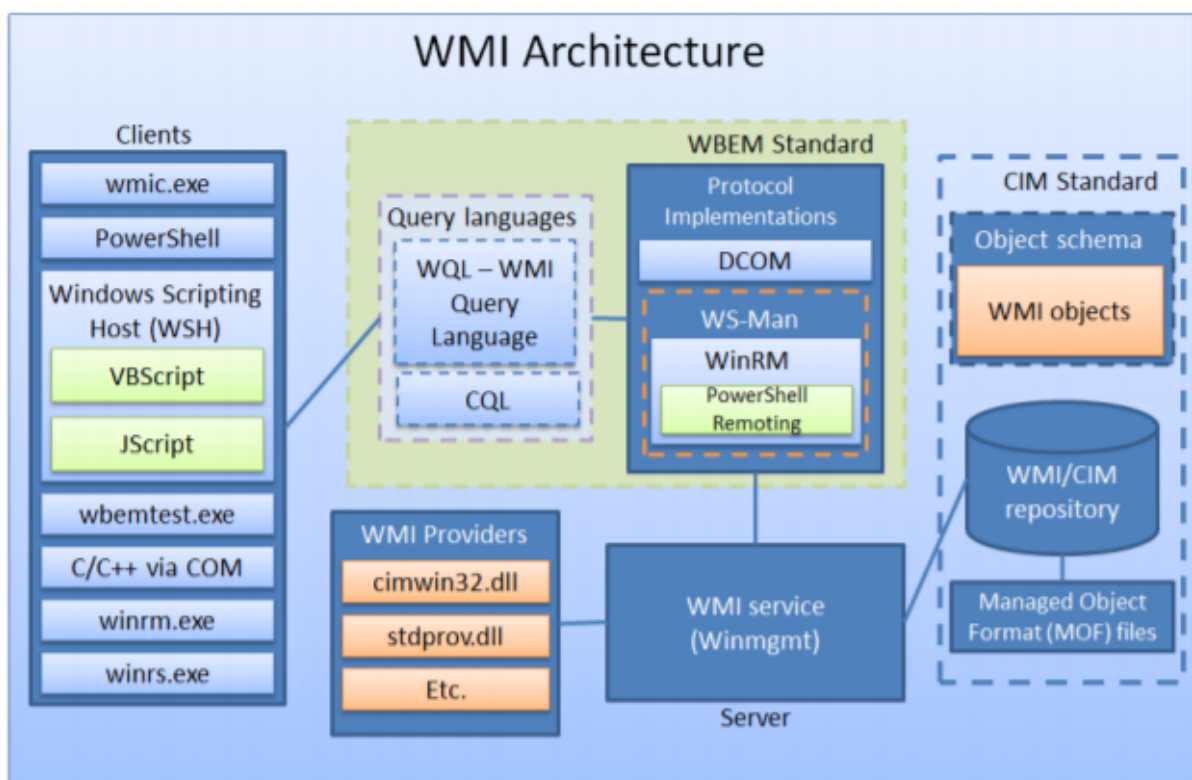 WMI Architecture
Clients
wmic.exe
PowerShell
Windows Scripting
Host (WSH)
VBScript
JScript
wbemtest.exe
C/C++ via COM
winrm.exe
winrs.exe
WBEM Standard
Query languages
WQL – WMI
Query
Language
CQL
Protocol
Implementations
DCOM
WS-Man
WinRM
PowerShell
Remoting
CIM Standard
Object schema
WMI objects
WMI/CIM
repository
Managed Object
Format (MOF) files
WMI Providers
cimwin32.dll
stdprov.dll
Etc.
WMI service
(Winmgmt)
Server